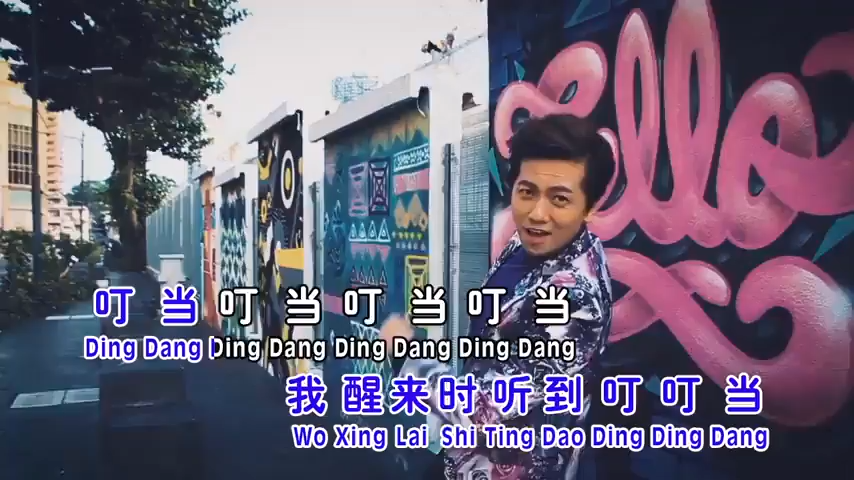 ello
叮 当 叮 当 叮 当 叮 当
Ding Dang Ding Dang Ding Dang Ding Dang
我 醒 来 时 听 到 叮 叮 当
Wo Xing Lai Shi Ting Dao Ding Ding Dang